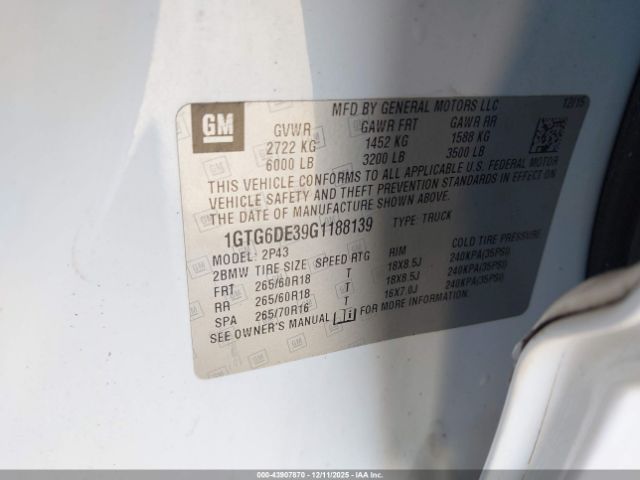 GM
MFD BY GENERAL MOTORS LLC 12/15
GVWR GAWR FRT GAWR RR
2722 KG 1452 KG 1588 KG
6000 LB 3200 LB 3500 LB
THIS VEHICLE CONFORMS TO ALL APPLICABLE U.S. FEDERAL MOTOR
VEHICLE SAFETY AND THEFT PREVENTION STANDARDS IN EFFECT ON
THE DATE OF MANUFACTURE SHOWN ABOVE.
1GTG6DE39G1188139 TYPE: TRUCK
MODEL: 2P43
2BMW TIRE SIZE SPEED RTG RIM COLD TIRE PRESSURE
FRT 265/60R18 T 18X8.5J 240KPA(35PSI)
RR 265/60R18 T 18X8.5J 240KPA(35PSI)
SPA 265/70R16 T 16X7.0J 240KPA(35PSI)
SEE OWNER'S MANUAL FOR MORE INFORMATION.
000-43907870 - 12/11/2025 - IAAI.COM